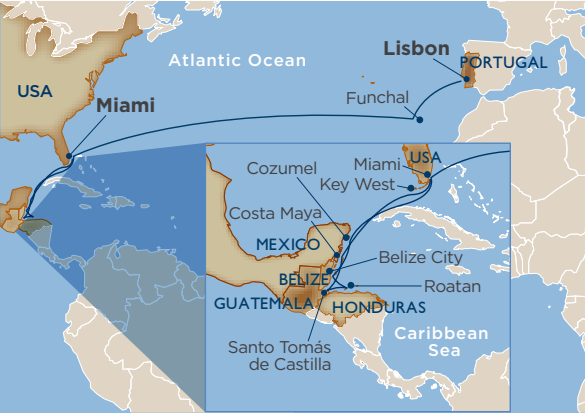 Atlantic Ocean
Lisbon
PORTUGAL
USA
Miami
Funchal
Cozumel
Miami
USA
Key West
Costa Maya
MEXICO
Belize City
BELIZE
Roatan
GUATEMALA
HONDURAS
Santo Tomás
de Castilla
Caribbean
Sea